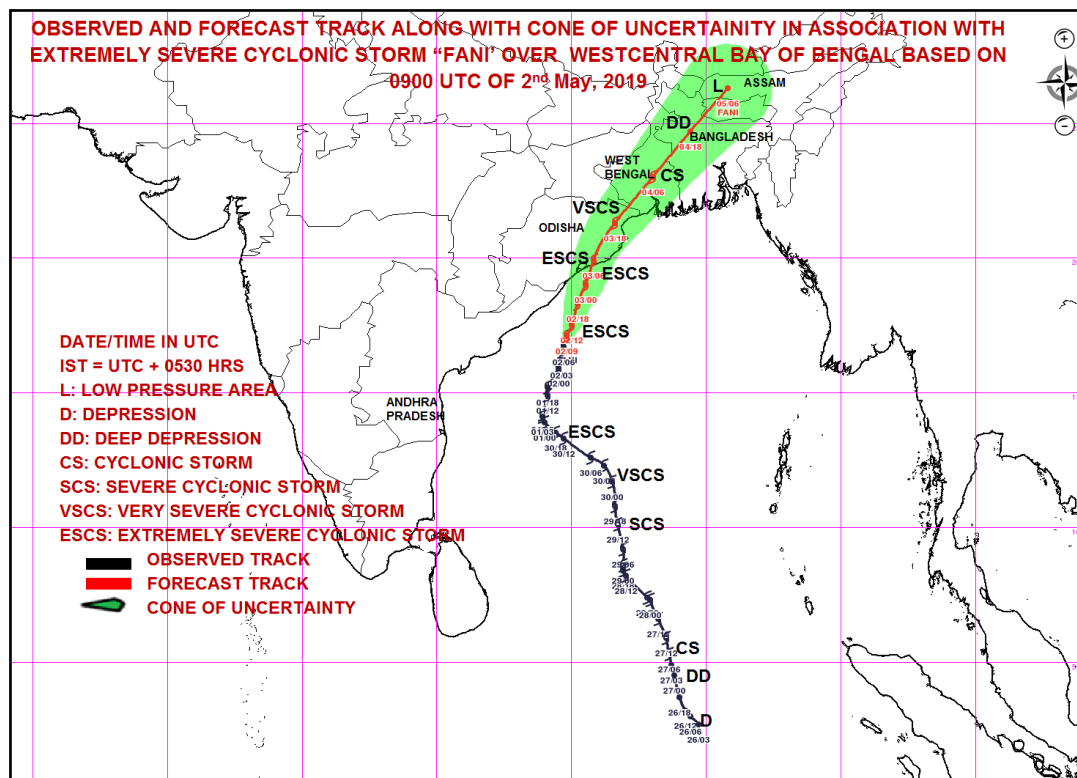 OBSERVED AND FORECAST TRACK ALONG WITH CONE OF UNCERTAINITY IN ASSOCIATION WITH
EXTREMELY SEVERE CYCLONIC STORM “FANI’ OVER WESTCENTRAL BAY OF BENGAL BASED ON
0900 UTC OF 2nd May, 2019
L
ASSAM
05/06
FANI
DD
BANGLADESH
04/18
WEST
BENGAL
CS
04/06
VSCS
ODISHA
03/18
ESCS
ESCS
03/06
03/00
02/18
ESCS
02/12
02/09
02/06
02/03
02/00
01/18
01/12
01/03
01/00
ESCS
30/18
30/12
30/06
VSCS
30/00
29/18
SCS
29/12
29/06
29/00
28/12
28/00
27/12
CS
27/06
27/03
DD
27/00
26/18
D
26/12
26/06
26/03
ANDHRA
PRADESH
DATE/TIME IN UTC
IST = UTC + 0530 HRS
L: LOW PRESSURE AREA
D: DEPRESSION
DD: DEEP DEPRESSION
CS: CYCLONIC STORM
SCS: SEVERE CYCLONIC STORM
VSCS: VERY SEVERE CYCLONIC STORM
ESCS: EXTREMELY SEVERE CYCLONIC STORM
OBSERVED TRACK
FORECAST TRACK
CONE OF UNCERTAINTY